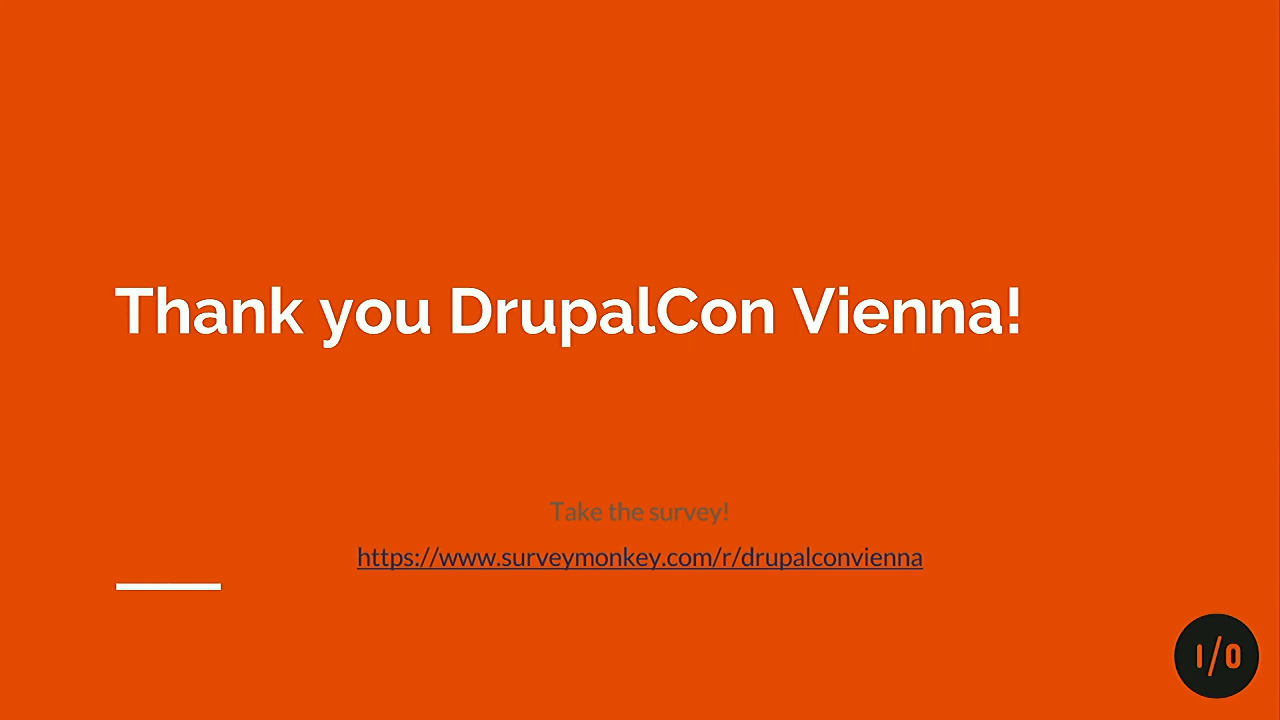 Thank you DrupalCon Vienna!
Take the survey!
https://www.surveymonkey.com/r/drupalconvienna
I/O